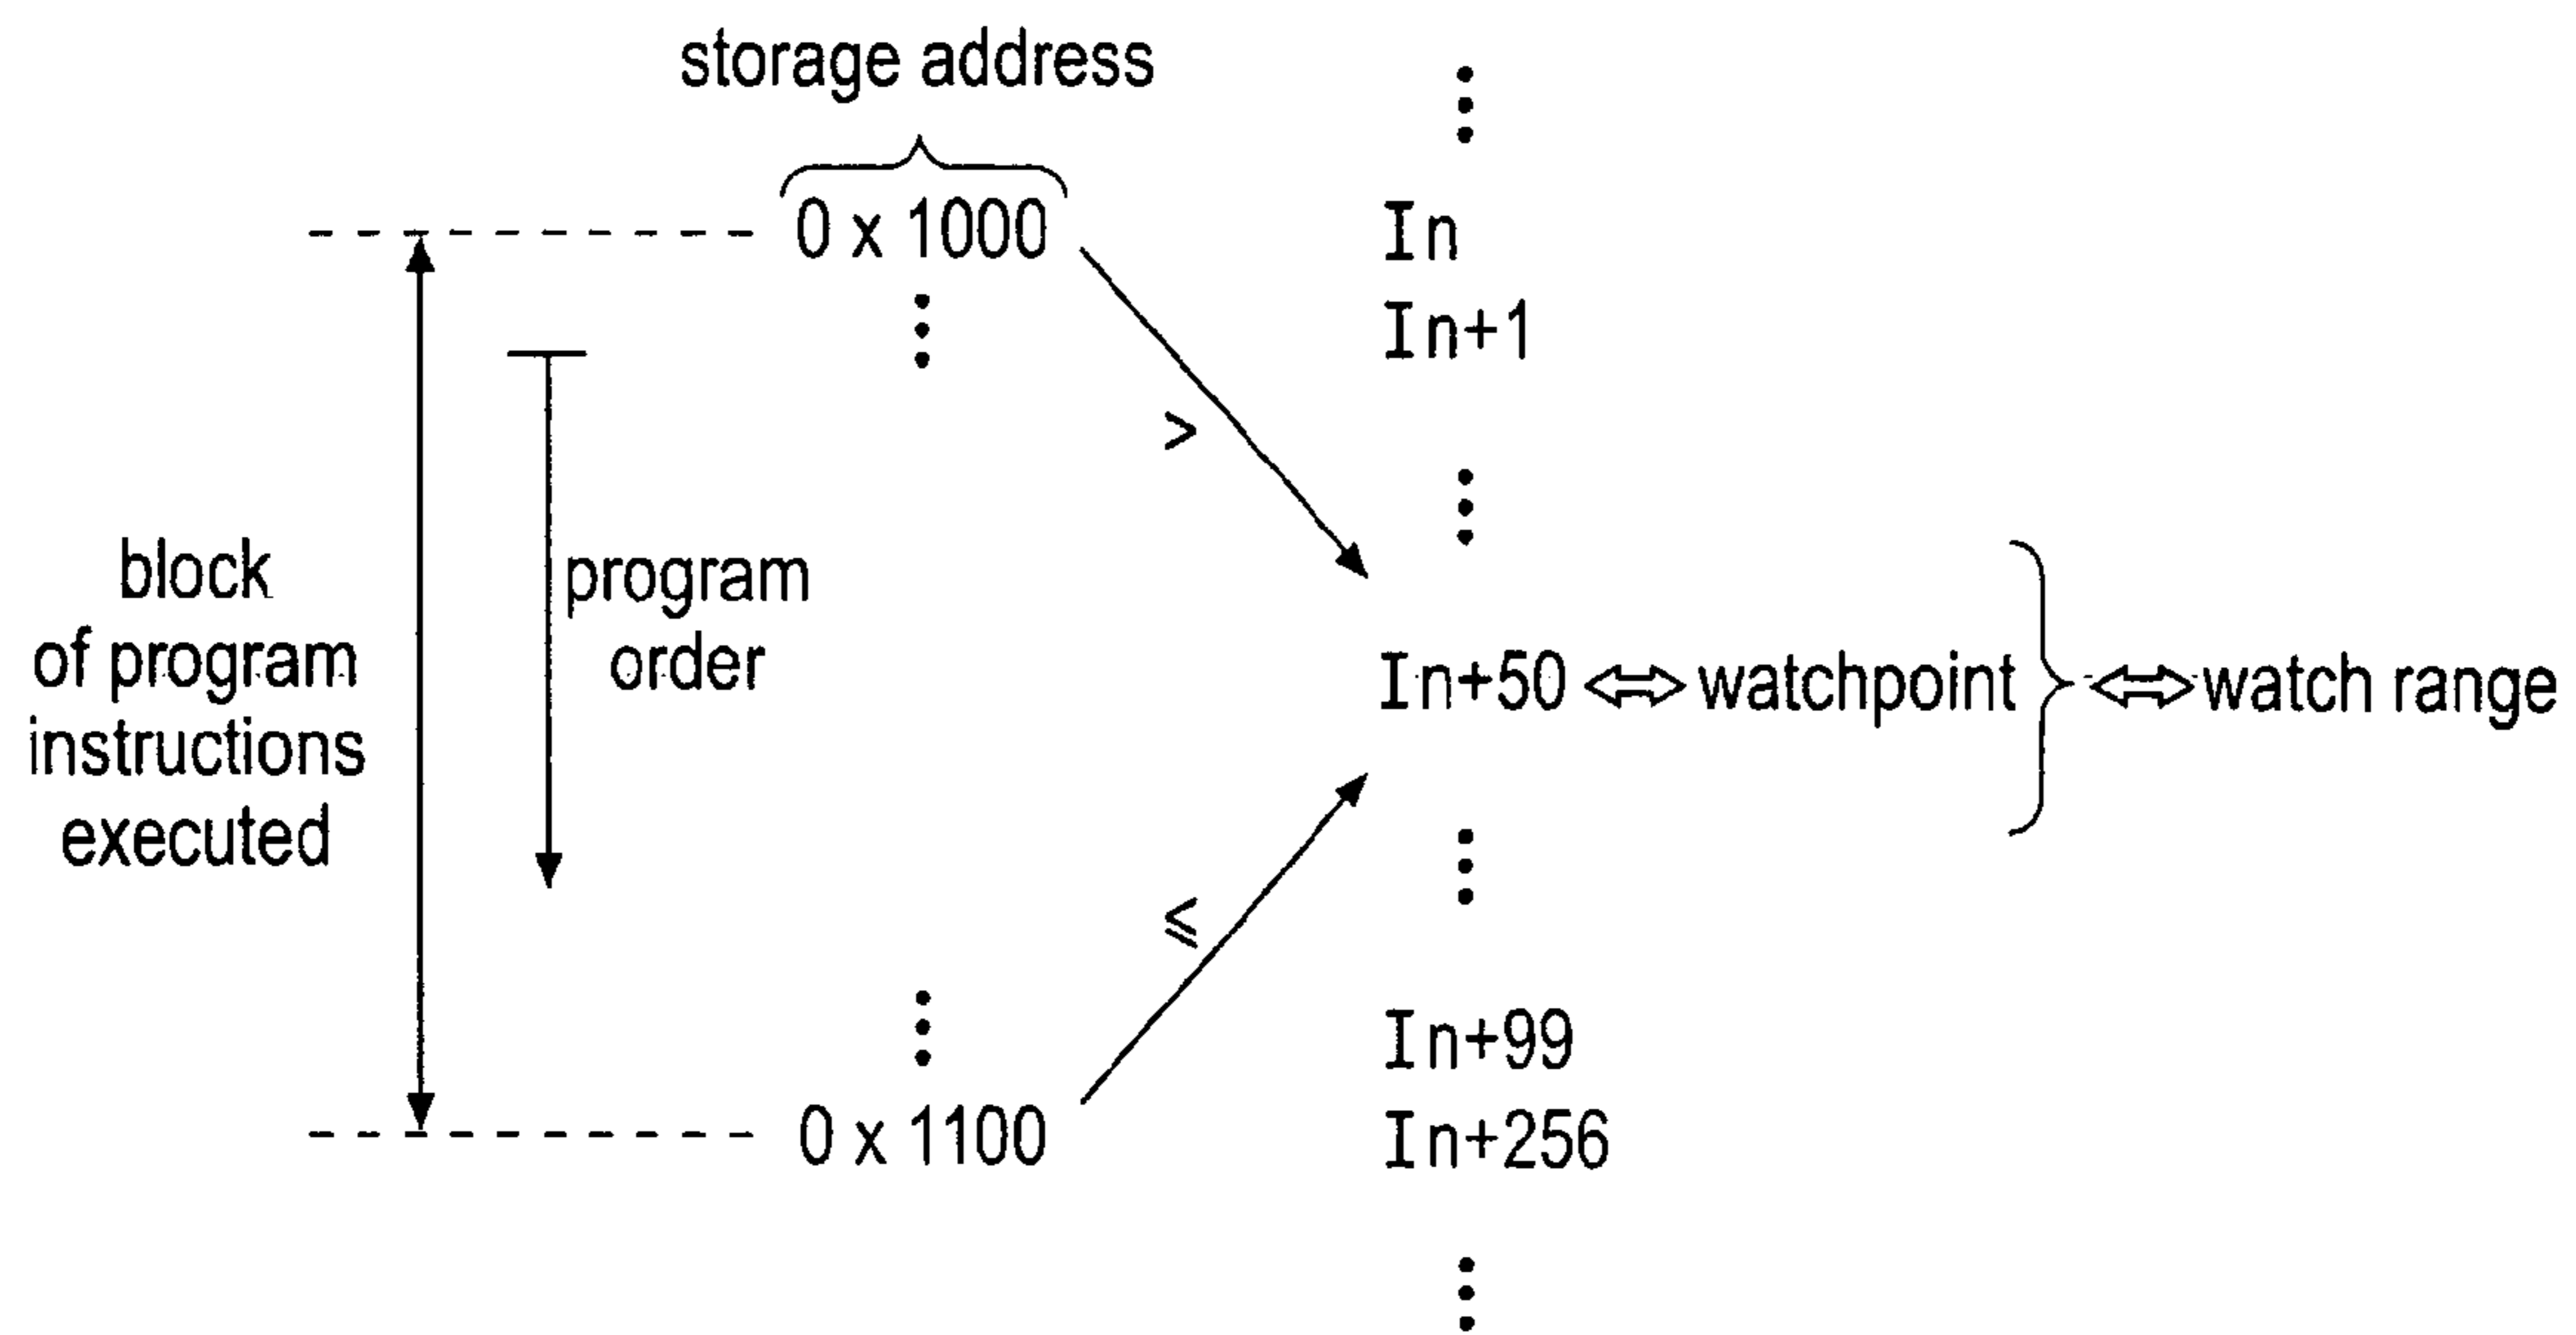 storage address
0 x 1000
In
In+1
>
block
of program
instructions
executed
program
order
In+50 ⇔ watchpoint ⇔ watch range
≤
In+99
0 x 1100
In+256